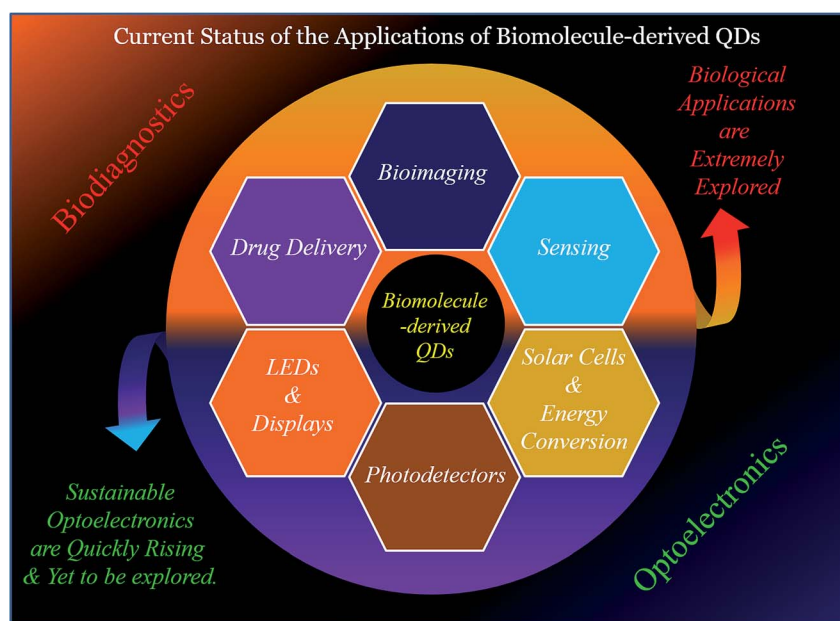 Current Status of the Applications of Biomolecule-derived QDs
Biodiagnostics
Biological
Applications
are
Extremely
Explored
Bioimaging
Drug Delivery
Sensing
Biomolecule
-derived
QDs
LEDs
&
Displays
Solar Cells
&
Energy
Conversion
Photodetectors
Sustainable
Optoelectronics
are Quickly Rising
& Yet to be explored.
Optoelectronics